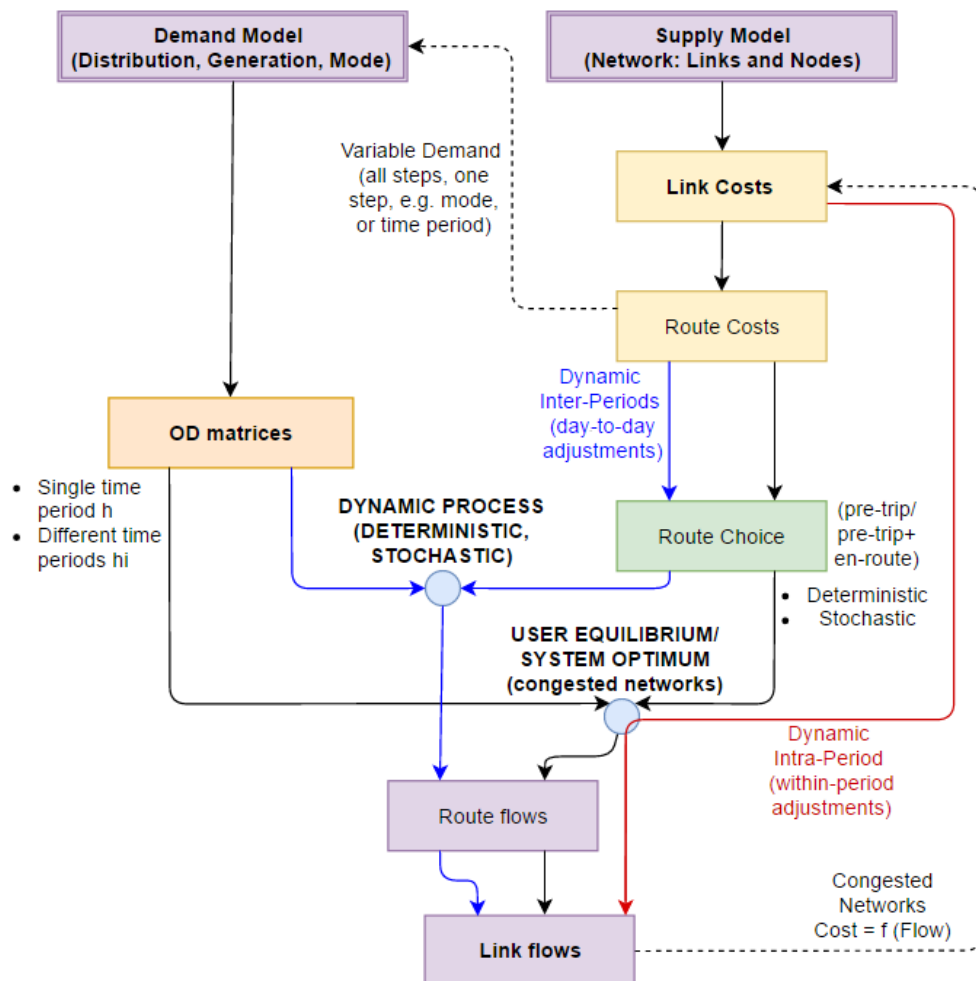 Demand Model
(Distribution, Generation, Mode)
Supply Model
(Network: Links and Nodes)
Variable Demand
(all steps, one
step, e.g. mode,
or time period)
Link Costs
Route Costs
Dynamic
Inter-Periods
(day-to-day
adjustments)
OD matrices
• Single time
period h
• Different time
periods hi
DYNAMIC PROCESS
(DETERMINISTIC,
STOCHASTIC)
Route Choice
(pre-trip/
pre-trip+
en-route)
• Deterministic
• Stochastic
USER EQUILIBRIUM/
SYSTEM OPTIMUM
(congested networks)
Dynamic
Intra-Period
(within-period
adjustments)
Route flows
Congested
Networks
Cost = f (Flow)
Link flows